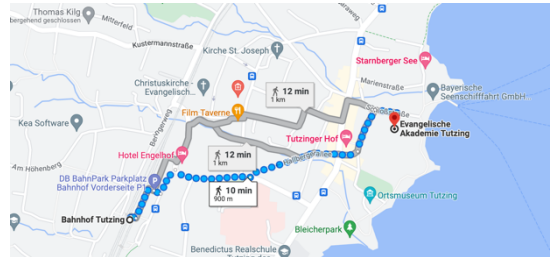 Thomas Kilg
bergehend geschlossen
Mitterfeld
Kustermannstraße
Kirche St. Joseph
Starnberger See
Marienstraße
12 min
1 km
Christuskirche -
Evangelisch
Bayerische
Seenschifffahrt GmbH...
Film Taverne
Evangelische
Akademie Tutzing
Kea Software
Tutzinger Hof
12 min
1 km
Hotel Engelhof
Am Höhenberg
DB BahnPark Parkplatz
Bahnhof Vorderseite P1
10 min
900 m
Ortsmuseum Tutzing
Bahnhof Tutzing
Bleicherpark
Benedictus Realschule
Tutzing des